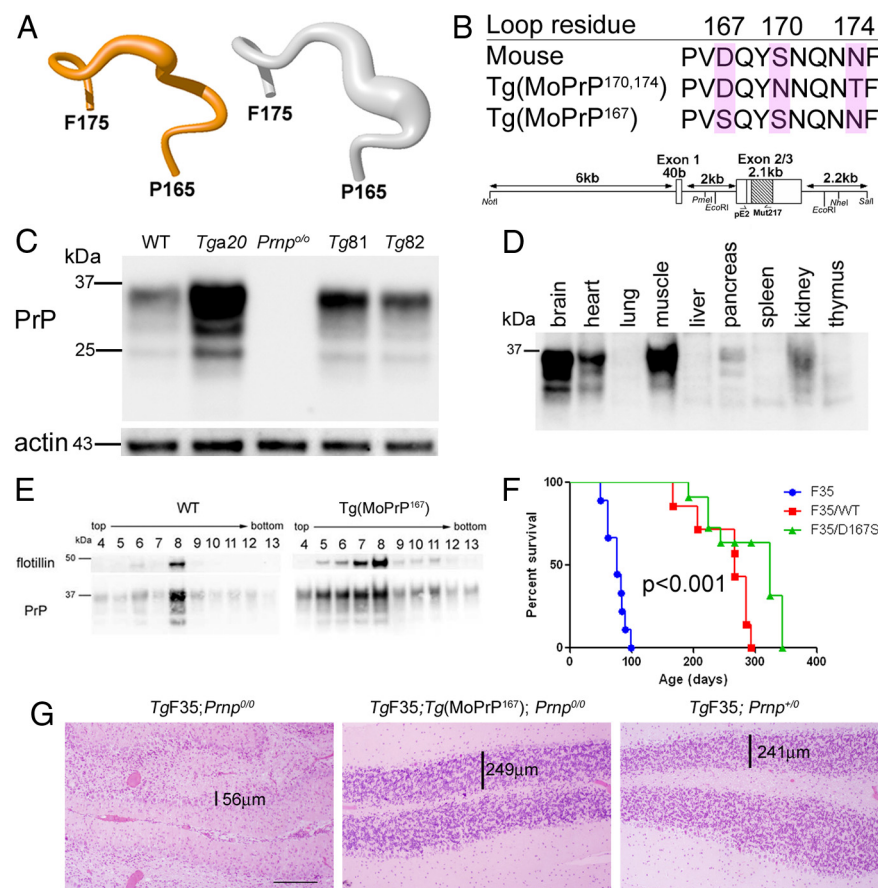 A
F175
P165
F175
P165
B
Loop residue 167 170 174
Mouse PVDQYSNQNNF
Tg(MoPrP170,174) PVDQYNNQNTF
Tg(MoPrP167) PVSQYSNQNNF
Exon 1 Exon 2/3
6kb 40b 2kb 2.1kb 2.2kb
NotI PmeI EcoRI pE2 Mut217 EcoRI NheI SalI
C
kDa WT Tga20 Prnpo/o Tg81 Tg82
37
PrP
25
actin 43
D
kDa brain heart lung muscle liver pancreas spleen kidney thymus
37
E
WT Tg(MoPrP167)
top bottom top bottom
kDa 4 5 6 7 8 9 10 11 12 13 4 5 6 7 8 9 10 11 12 13
flotillin 50
PrP 37
F
Percent survival
100
50
0
0 100 200 300 400
Age (days)
p<0.001
F35
F35/WT
F35/D167S
G
TgF35;Prnp0/0 TgF35;Tg(MoPrP167); Prnp0/0 TgF35; Prnp+/0
56µm 249µm 241µm